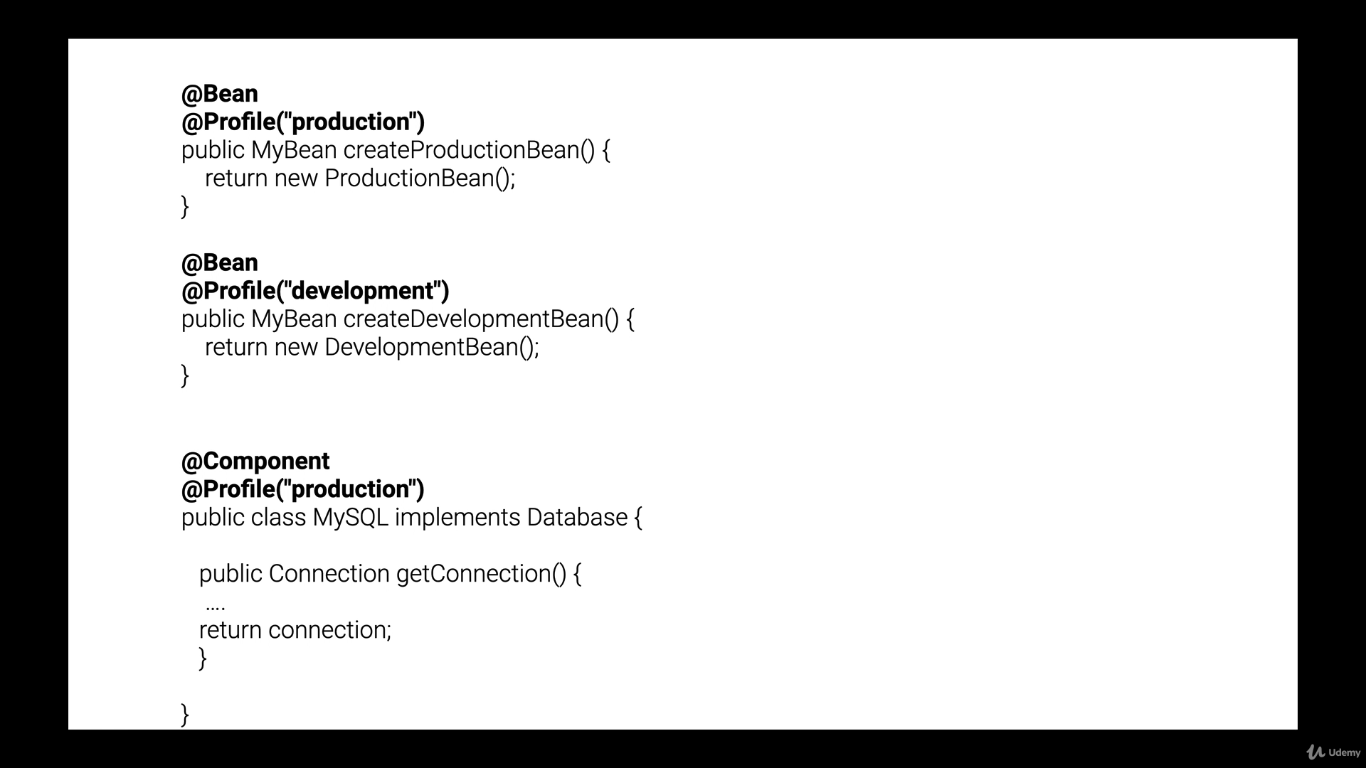 @Bean
@Profile("production")
public MyBean createProductionBean() {
return new ProductionBean();
}
@Bean
@Profile("development")
public MyBean createDevelopmentBean() {
return new DevelopmentBean();
}
@Component
@Profile("production")
public class MySQL implements Database {
public Connection getConnection() {
....
return connection;
}
}
Udemy